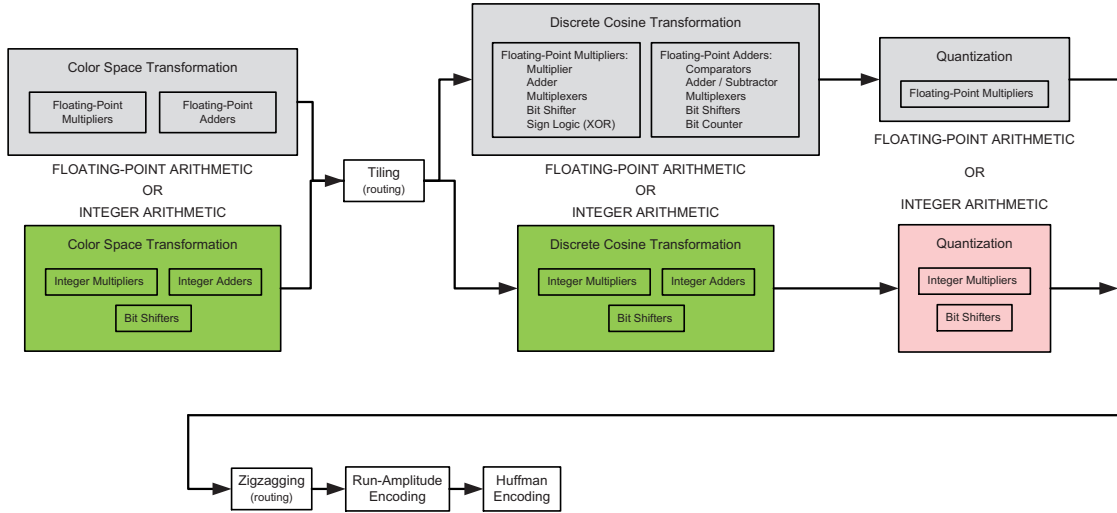 Color Space Transformation
Floating-Point
Multipliers
Floating-Point
Adders
FLOATING-POINT ARITHMETIC
OR
INTEGER ARITHMETIC
Color Space Transformation
Integer Multipliers
Integer Adders
Bit Shifters
Tiling
(routing)
Discrete Cosine Transformation
Floating-Point Multipliers:
Multiplier
Adder
Multiplexers
Bit Shifter
Sign Logic (XOR)
Floating-Point Adders:
Comparators
Adder / Subtractor
Multiplexers
Bit Shifters
Bit Counter
FLOATING-POINT ARITHMETIC
OR
INTEGER ARITHMETIC
Discrete Cosine Transformation
Integer Multipliers
Integer Adders
Bit Shifters
Quantization
Floating-Point Multipliers
FLOATING-POINT ARITHMETIC
OR
INTEGER ARITHMETIC
Quantization
Integer Multipliers
Bit Shifters
Zigzagging
(routing)
Run-Amplitude
Encoding
Huffman
Encoding